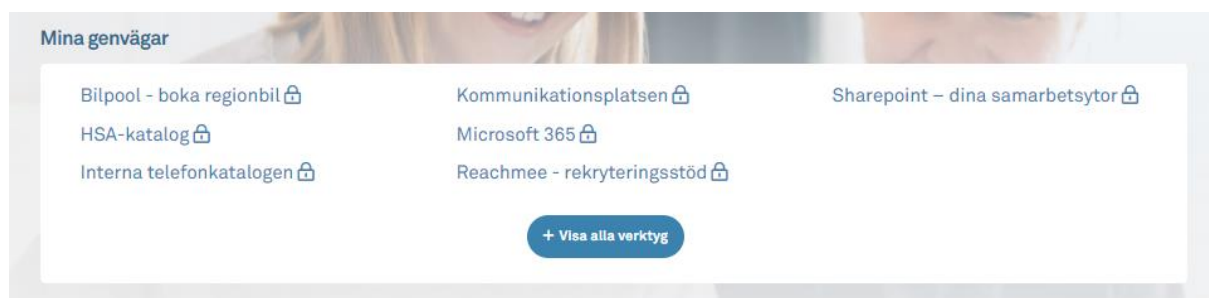 Mina genvägar
Bilpool - boka regionbil
HSA-katalog
Interna telefonkatalogen
Kommunikationsplatsen
Microsoft 365
Reachmee - rekryteringsstöd
Sharepoint – dina samarbetsytor
+ Visa alla verktyg